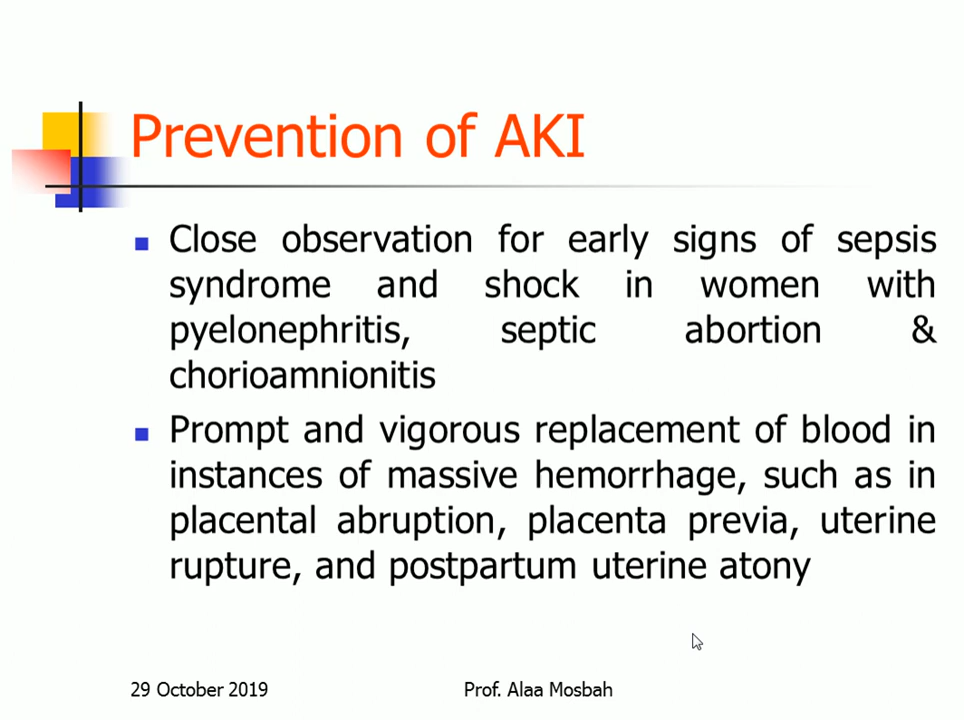 Prevention of AKI
Close observation for early signs of sepsis
syndrome and shock in women with
pyelonephritis, septic abortion &
chorioamnionitis
Prompt and vigorous replacement of blood in
instances of massive hemorrhage, such as in
placental abruption, placenta previa, uterine
rupture, and postpartum uterine atony
29 October 2019
Prof. Alaa Mosbah